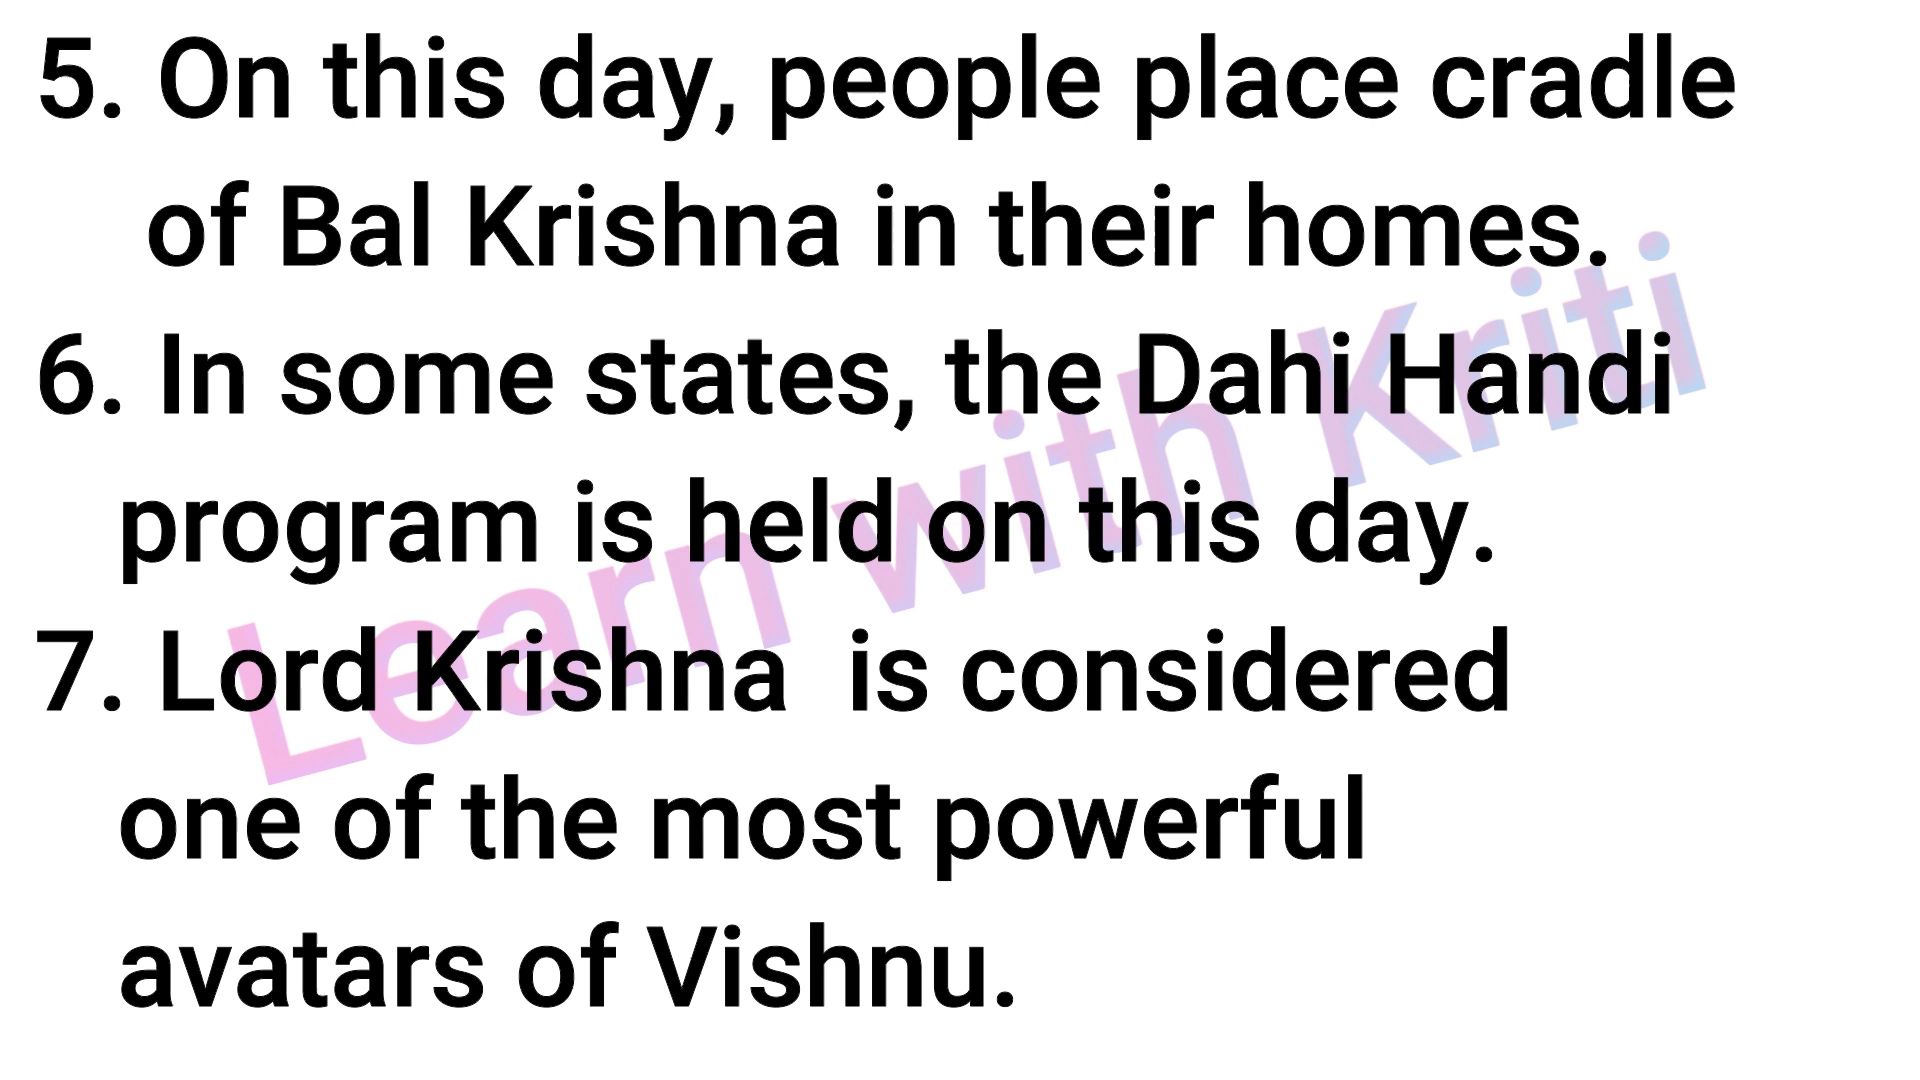 5. On this day, people place cradle
of Bal Krishna in their homes.
6. In some states, the Dahi Handi
program is held on this day.
7. Lord Krishna  is considered
one of the most powerful
avatars of Vishnu.
Learn with Kriti